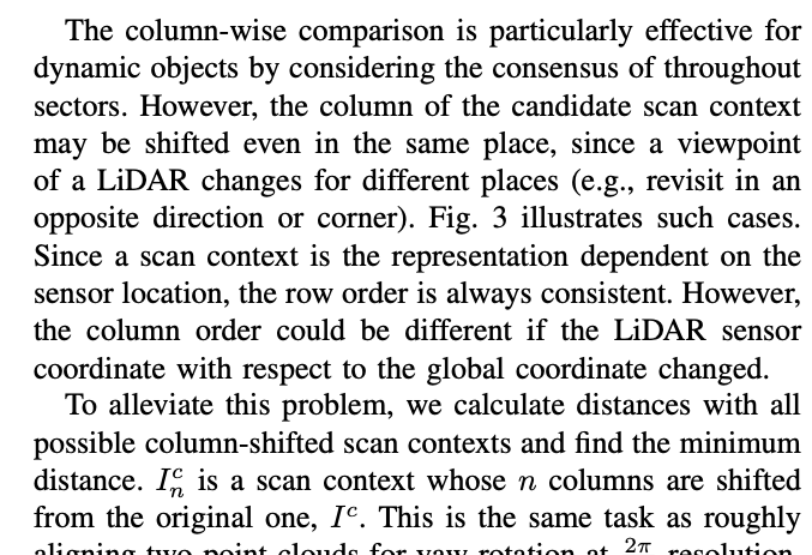 The column-wise comparison is particularly effective for
dynamic objects by considering the consensus of throughout
sectors. However, the column of the candidate scan context
may be shifted even in the same place, since a viewpoint
of a LiDAR changes for different places (e.g., revisit in an
opposite direction or corner). Fig. 3 illustrates such cases.
Since a scan context is the representation dependent on the
sensor location, the row order is always consistent. However,
the column order could be different if the LiDAR sensor
coordinate with respect to the global coordinate changed.
To alleviate this problem, we calculate distances with all
possible column-shifted scan contexts and find the minimum
distance. Iₙᶜ is a scan context whose n columns are shifted
from the original one, Iᶜ. This is the same task as roughly
aligning two point clouds for yaw rotation at 2π resolution.